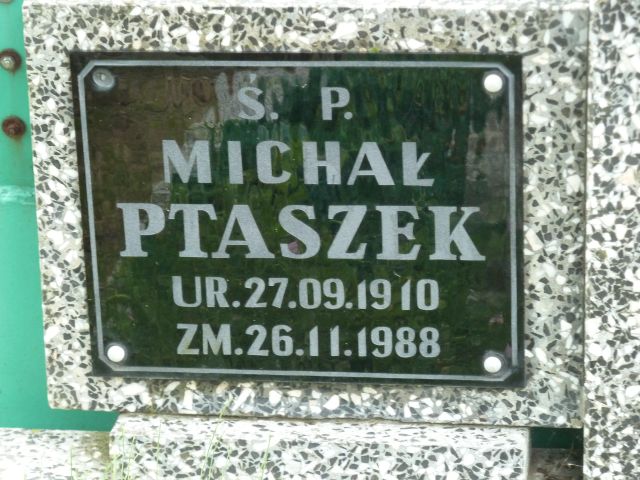 Ś. P.
MICHAŁ
PTASZEK
UR.27.09.1910
ZM.26.11.1988